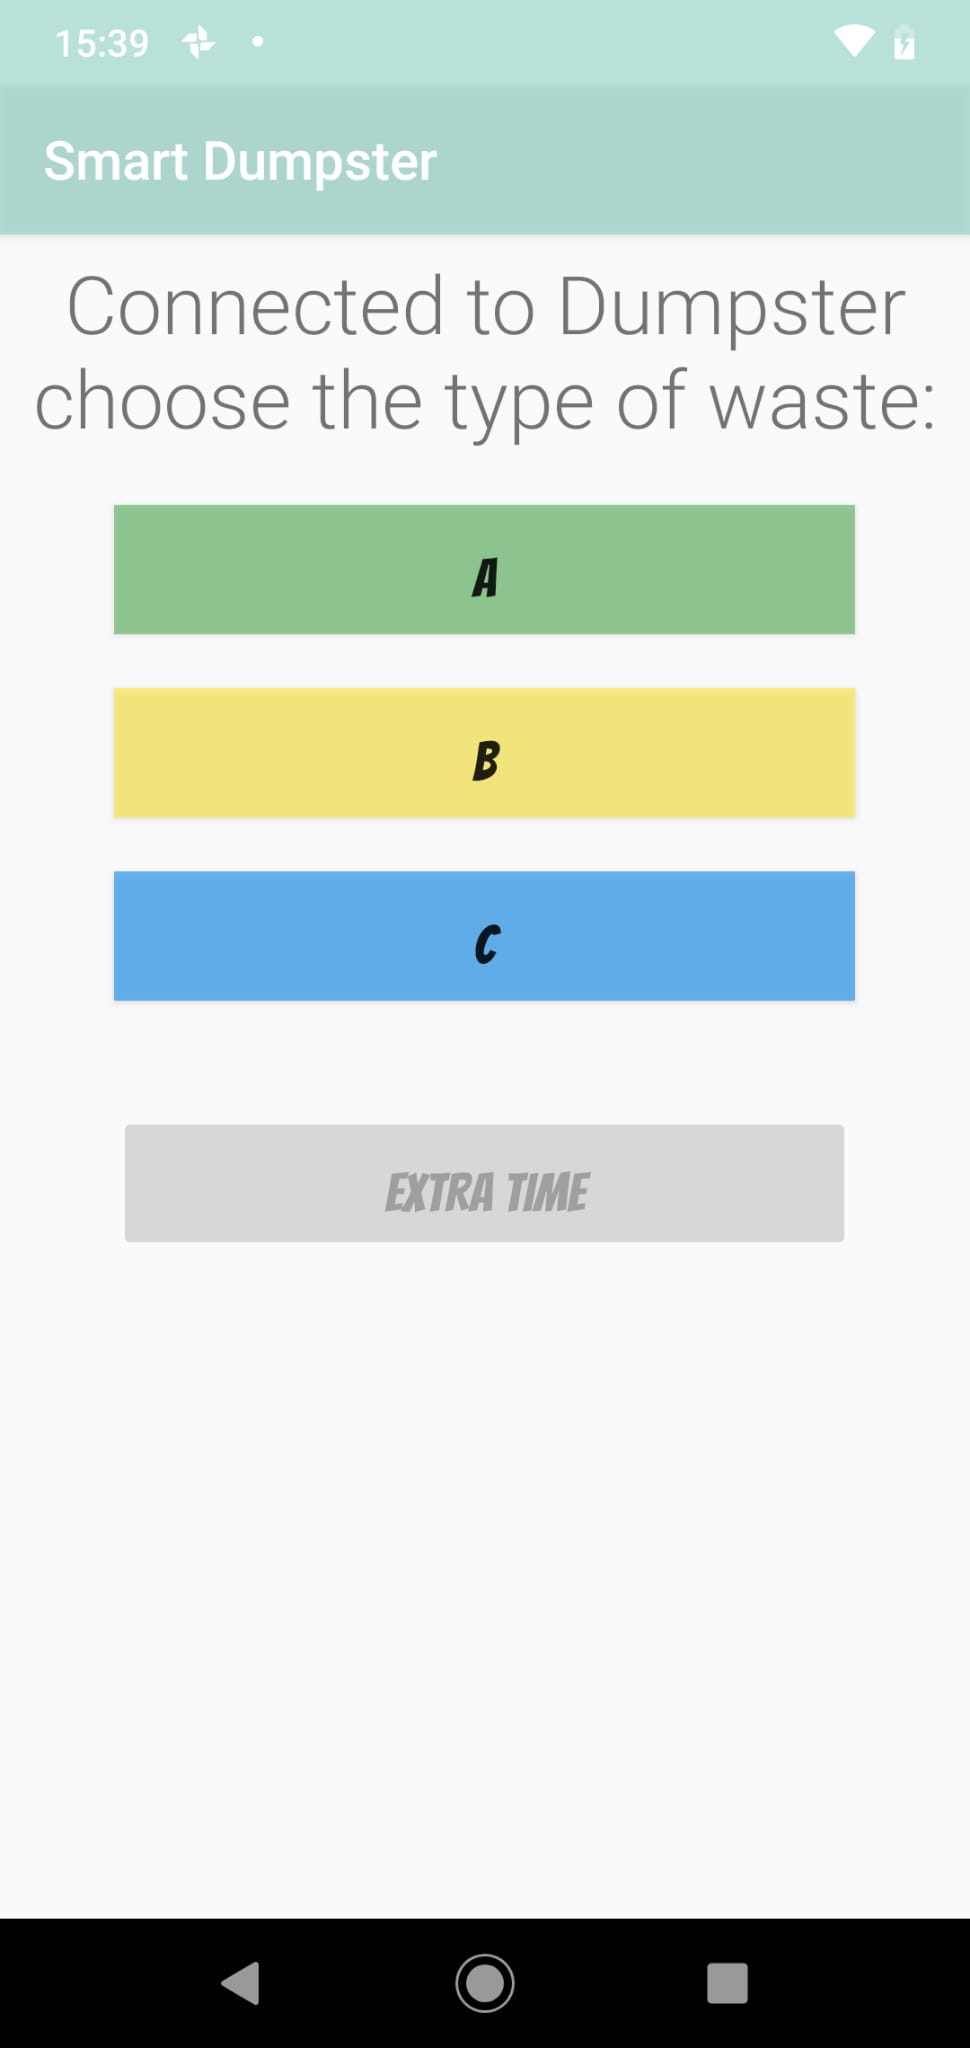 15:39
Smart Dumpster
Connected to Dumpster
choose the type of waste:
A
B
C
EXTRA TIME